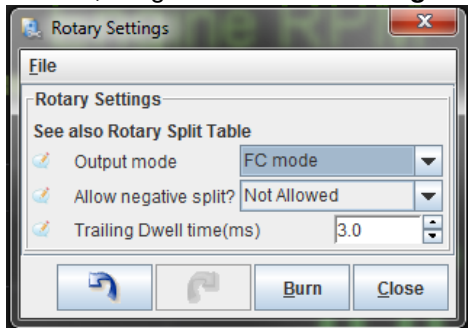 Rotary Settings
File
Rotary Settings
See also Rotary Split Table
Output mode FC mode
Allow negative split? Not Allowed
Trailing Dwell time(ms) 3.0
Burn Close